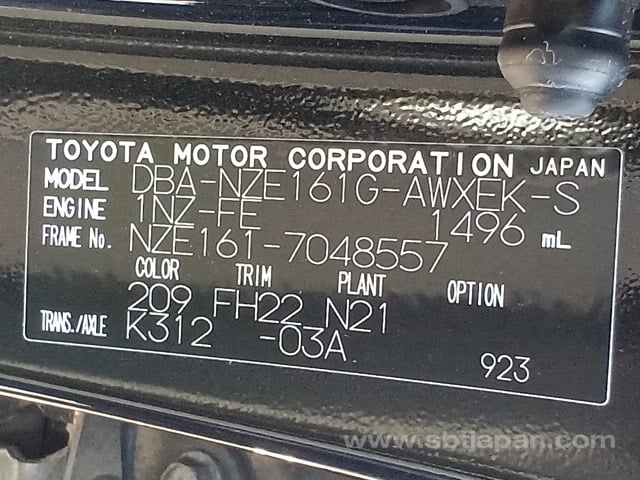 TOYOTA MOTOR CORPORATION JAPAN
MODEL DBA-NZE161G-AWXEK-S
ENGINE 1NZ-FE 1496 mL
FRAME No. NZE161-7048557
COLOR TRIM PLANT OPTION
209 FH22 N21
TRANS./AXLE K312 -03A
923
www.sbtjapan.com